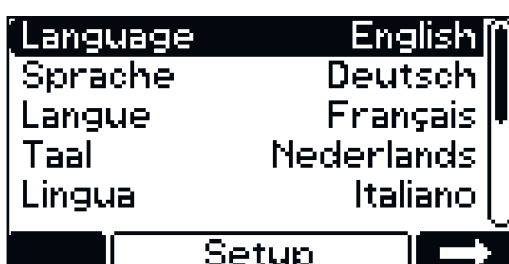 Language English
Sprache Deutsch
Langue Français
Taal Nederlands
Lingua Italiano
Setup